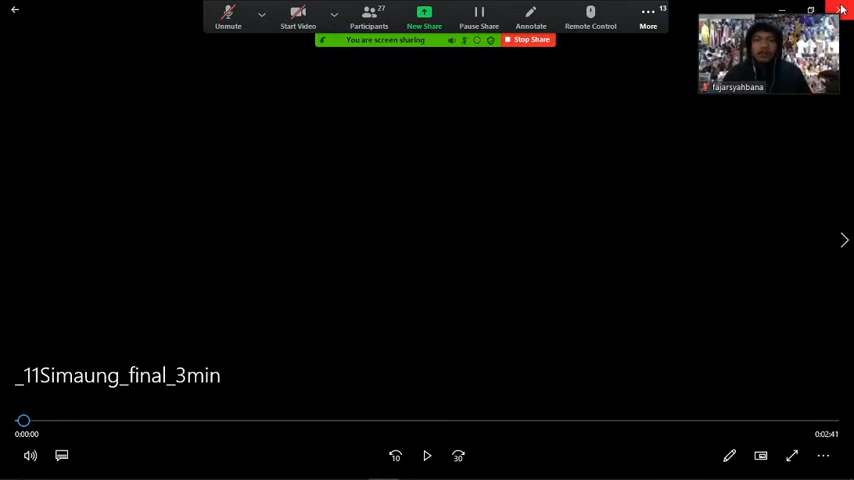 27
13
Unmute
Start Video
Participants
New Share
Pause Share
Annotate
Remote Control
More
You are screen sharing
Stop Share
fajarsyahbana
_11Simaung_final_3min
0:00:00
0:02:41
10
30